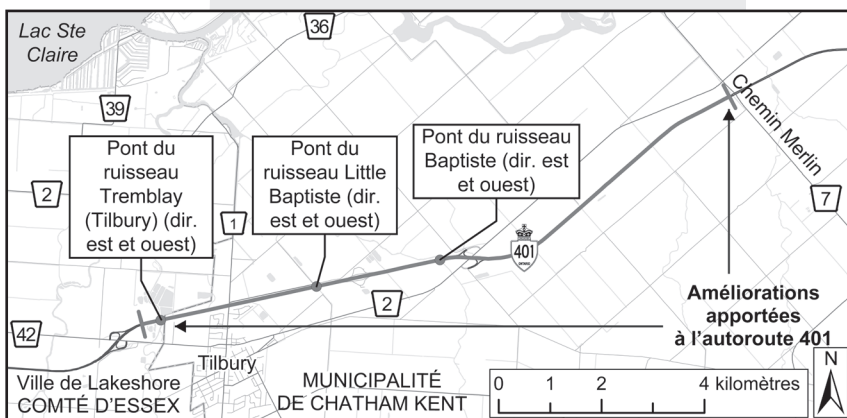 Lac Ste
Claire
36
39
2
Pont du
ruisseau
Tremblay
(Tilbury) (dir.
est et ouest)
1
Pont du
ruisseau Little
Baptiste (dir.
est et ouest)
Pont du ruisseau
Baptiste (dir. est
et ouest)
Chemin Merlin
7
401
ONTARIO
2
42
Améliorations
apportées
à l’autoroute 401
Tilbury
Ville de Lakeshore
COMTÉ D’ESSEX
MUNICIPALITÉ
DE CHATHAM KENT
0 1 2 4 kilomètres
N